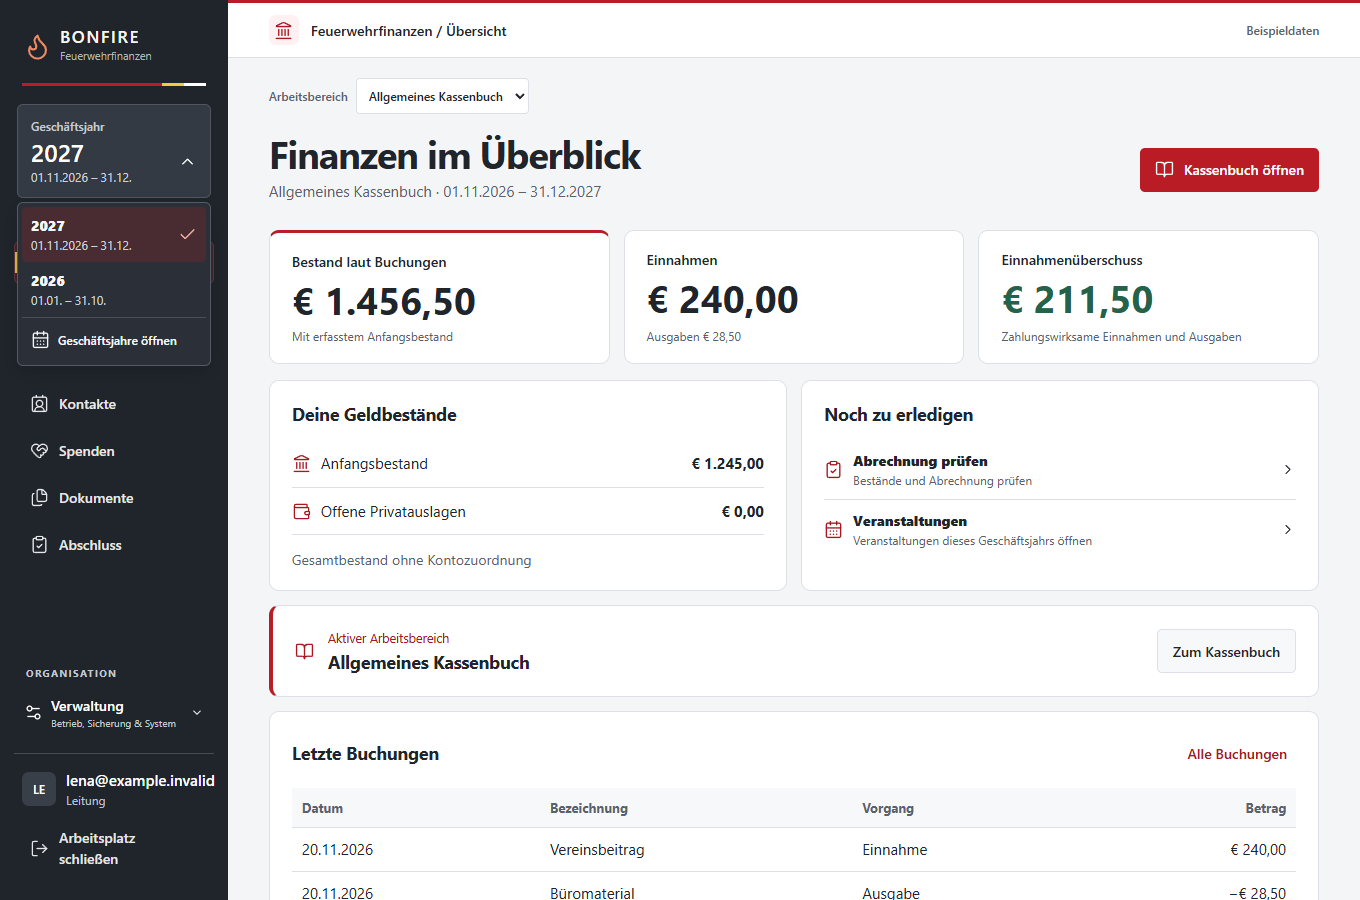 BONFIRE
Feuerwehrfinanzen
Geschäftsjahr
2027
01.11.2026 – 31.12.
2027
01.11.2026 – 31.12.
2026
01.01. – 31.10.
Geschäftsjahre öffnen
Kontakte
Spenden
Dokumente
Abschluss
ORGANISATION
Verwaltung
Betrieb, Sicherung & System
LE
lena@example.invalid
Leitung
Arbeitsplatz
schließen
Feuerwehrfinanzen / Übersicht
Beispieldaten
Arbeitsbereich
Allgemeines Kassenbuch
Finanzen im Überblick
Allgemeines Kassenbuch · 01.11.2026 – 31.12.2027
Kassenbuch öffnen
Bestand laut Buchungen
€ 1.456,50
Mit erfasstem Anfangsbestand
Einnahmen
€ 240,00
Ausgaben € 28,50
Einnahmenüberschuss
€ 211,50
Zahlungswirksame Einnahmen und Ausgaben
Deine Geldbestände
Anfangsbestand € 1.245,00
Offene Privatauslagen € 0,00
Gesamtbestand ohne Kontozuordnung
Noch zu erledigen
Abrechnung prüfen
Bestände und Abrechnung prüfen
Veranstaltungen
Veranstaltungen dieses Geschäftsjahrs öffnen
Aktiver Arbeitsbereich
Allgemeines Kassenbuch
Zum Kassenbuch
Letzte Buchungen
Alle Buchungen
Datum Bezeichnung Vorgang Betrag
20.11.2026 Vereinsbeitrag Einnahme € 240,00
20.11.2026 Büromaterial Ausgabe –€ 28,50